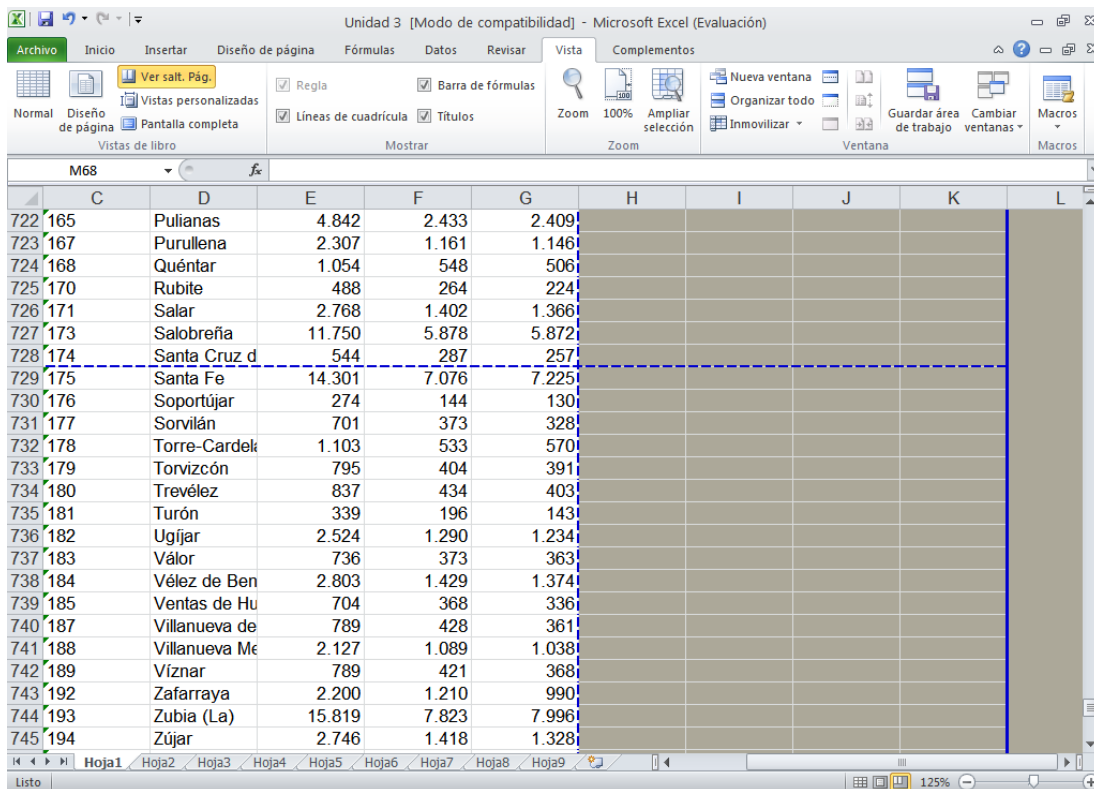 Unidad 3 [Modo de compatibilidad] - Microsoft Excel (Evaluación)
Archivo Inicio Insertar Diseño de página Fórmulas Datos Revisar Vista Complementos
Normal
Diseño de página
Ver salt. Pág.
Vistas personalizadas
Pantalla completa
Vistas de libro
Regla
Barra de fórmulas
Líneas de cuadrícula
Títulos
Mostrar
Zoom
100%
Ampliar selección
Zoom
Nueva ventana
Organizar todo
Inmovilizar
Guardar área de trabajo
Cambiar ventanas
Ventana
Macros
Macros
M68 fx
C D E F G H I J K L
722 165 Pulianas 4.842 2.433 2.409
723 167 Purullena 2.307 1.161 1.146
724 168 Quéntar 1.054 548 506
725 170 Rubite 488 264 224
726 171 Salar 2.768 1.402 1.366
727 173 Salobreña 11.750 5.878 5.872
728 174 Santa Cruz d 544 287 257
729 175 Santa Fe 14.301 7.076 7.225
730 176 Soportújar 274 144 130
731 177 Sorvilán 701 373 328
732 178 Torre-Cardela 1.103 533 570
733 179 Torvizcón 795 404 391
734 180 Trevélez 837 434 403
735 181 Turón 339 196 143
736 182 Ugíjar 2.524 1.290 1.234
737 183 Válor 736 373 363
738 184 Vélez de Ben 2.803 1.429 1.374
739 185 Ventas de Hu 704 368 336
740 187 Villanueva de 789 428 361
741 188 Villanueva Me 2.127 1.089 1.038
742 189 Víznar 789 421 368
743 192 Zafarraya 2.200 1.210 990
744 193 Zubia (La) 15.819 7.823 7.996
745 194 Zújar 2.746 1.418 1.328
Hoja1 Hoja2 Hoja3 Hoja4 Hoja5 Hoja6 Hoja7 Hoja8 Hoja9
Listo 125%